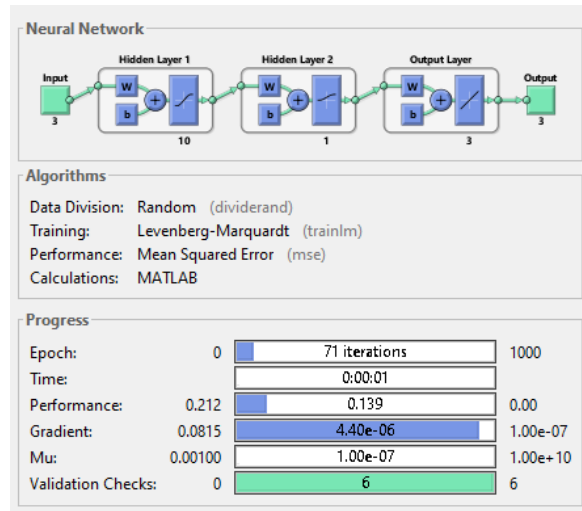 Neural Network
Hidden Layer 1 Hidden Layer 2 Output Layer
Input Output
W W W
+ + +
b b b
3 3
10 1 3
Algorithms
Data Division: Random (dividerand)
Training: Levenberg-Marquardt (trainlm)
Performance: Mean Squared Error (mse)
Calculations: MATLAB
Progress
Epoch: 0 71 iterations 1000
Time: 0:00:01
Performance: 0.212 0.139 0.00
Gradient: 0.0815 4.40e-06 1.00e-07
Mu: 0.00100 1.00e-07 1.00e+10
Validation Checks: 0 6 6